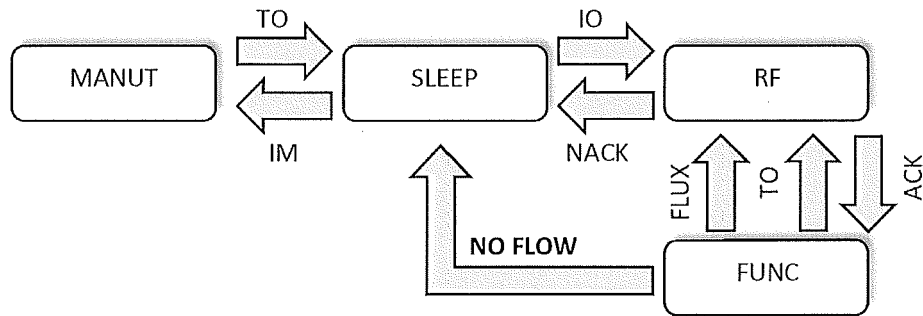 TO
IO
MANUT
SLEEP
RF
IM
NACK
FLUX
TO
ACK
NO FLOW
FUNC